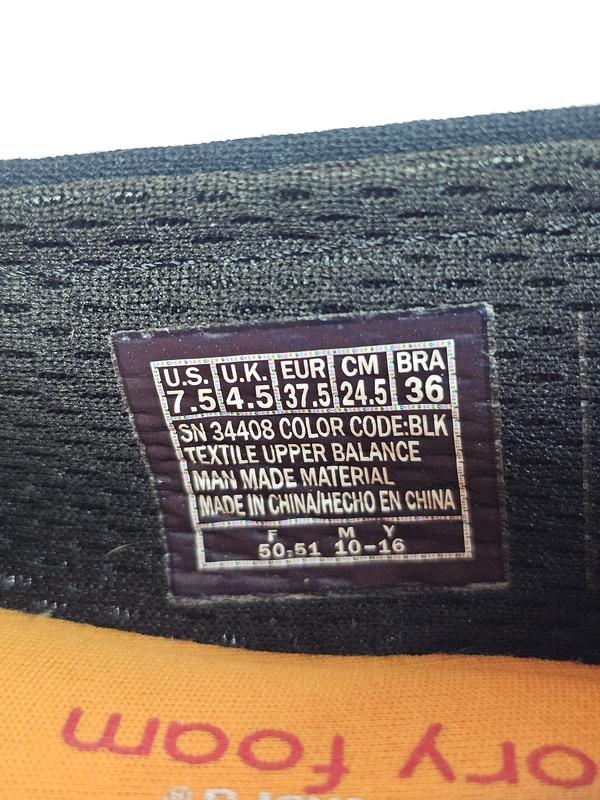 U.S. U.K. EUR CM BRA
7.5 4.5 37.5 24.5 36
SN 34408 COLOR CODE:BLK
TEXTILE UPPER BALANCE
MAN MADE MATERIAL
MADE IN CHINA/HECHO EN CHINA
F M Y
50.51 10-16
ory foam